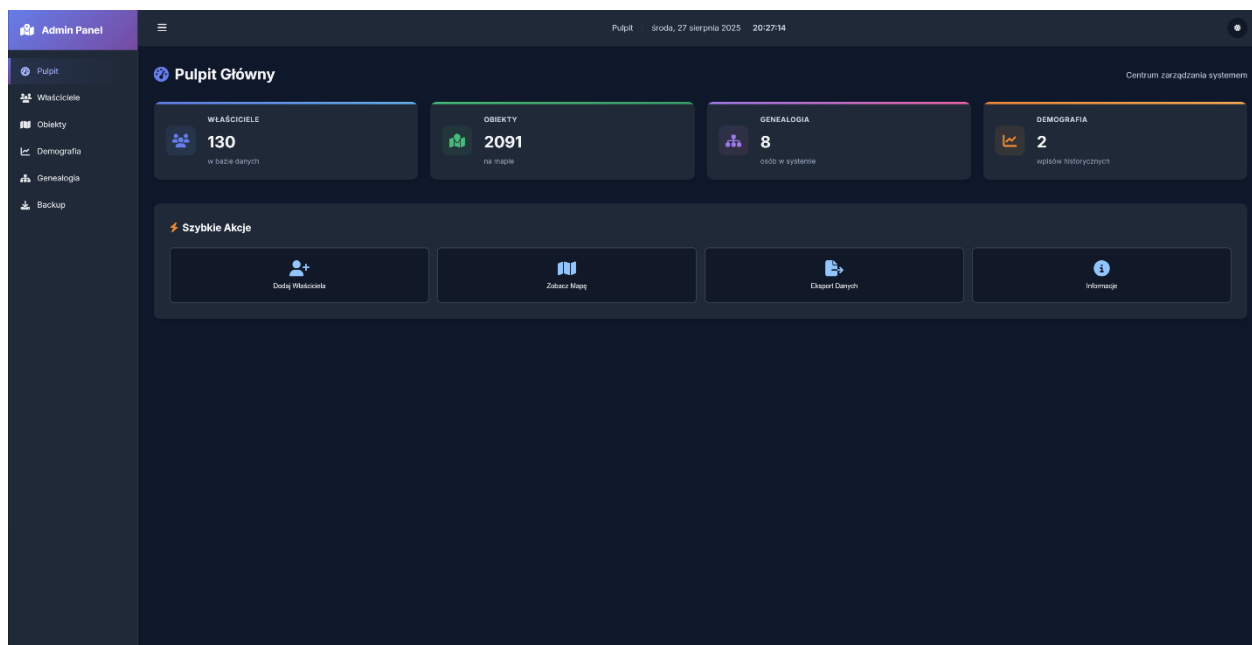 Admin Panel
Pulpit środa, 27 sierpnia 2025 20:27:14
Pulpit
Właściciele
Obiekty
Demografia
Genealogia
Backup
Pulpit Główny
Centrum zarządzania systemem
WŁAŚCICIELE
130
w bazie danych
OBIEKTY
2091
na mapie
GENEALOGIA
8
osób w systemie
DEMOGRAFIA
2
wpisów historycznych
Szybkie Akcje
Dodaj Właściciela
Zobacz Mapę
Eksport Danych
Informacje